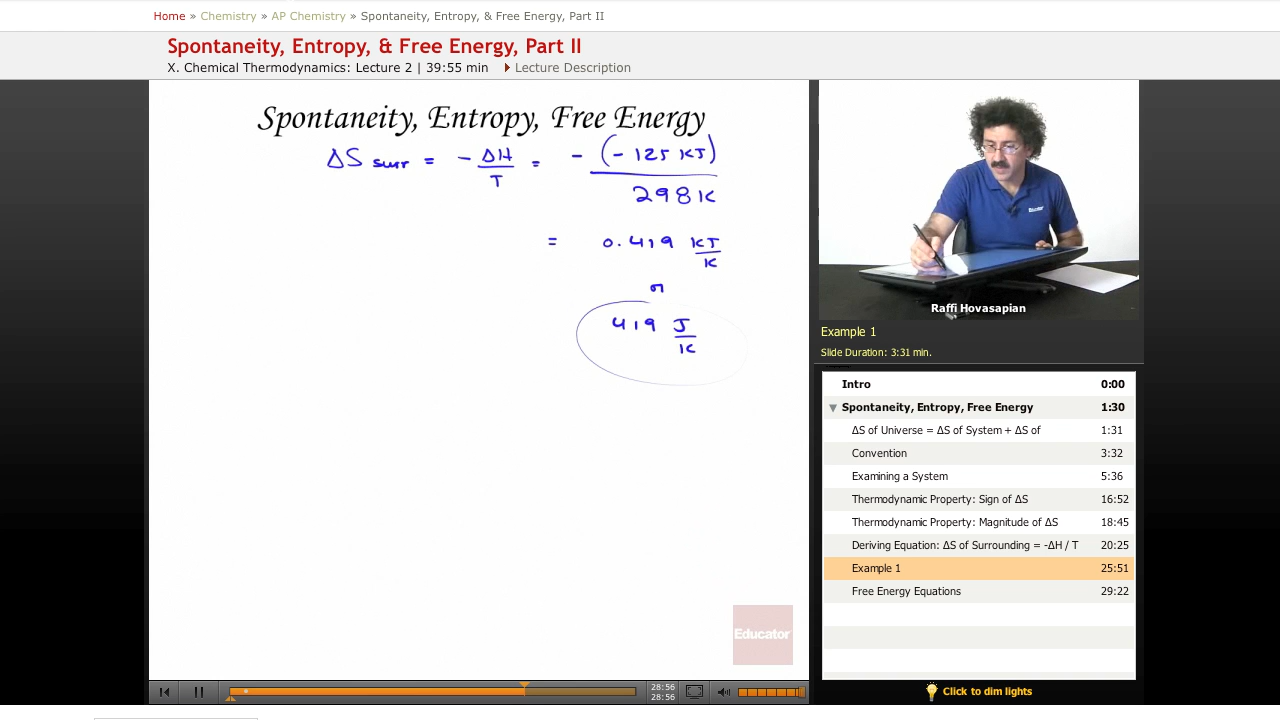 Home » Chemistry » AP Chemistry » Spontaneity, Entropy, & Free Energy, Part II
Spontaneity, Entropy, & Free Energy, Part II
X. Chemical Thermodynamics: Lecture 2 | 39:55 min Lecture Description
Spontaneity, Entropy, Free Energy
ΔS surr = - ΔH/T = - (-125 KJ)/298 K
= 0.419 KJ/K
or
419 J/K
Educator
Raffi Hovasapian
Example 1
Slide Duration: 3:31 min.
Intro 0:00
Spontaneity, Entropy, Free Energy 1:30
ΔS of Universe = ΔS of System + ΔS of 1:31
Convention 3:32
Examining a System 5:36
Thermodynamic Property: Sign of ΔS 16:52
Thermodynamic Property: Magnitude of ΔS 18:45
Deriving Equation: ΔS of Surrounding = -ΔH / T 20:25
Example 1 25:51
Free Energy Equations 29:22
28:56
28:56
Click to dim lights